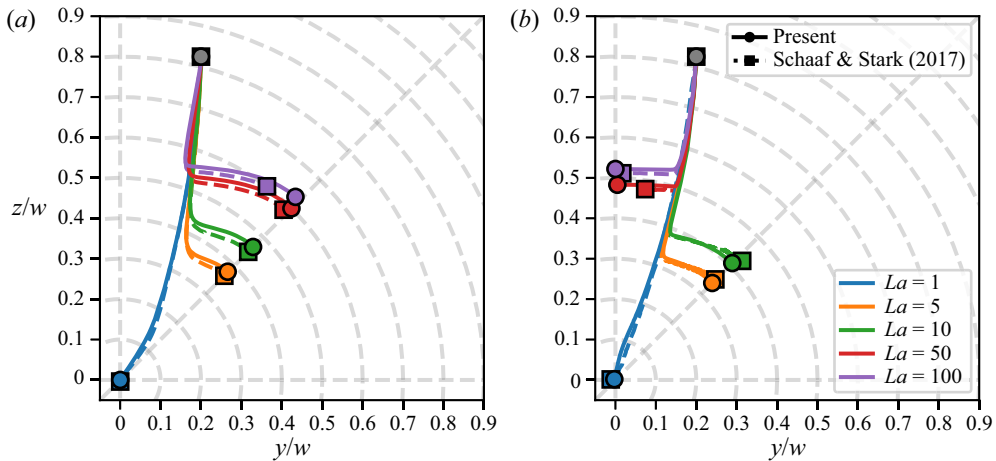 (a)
0.9
0.8
0.7
0.6
0.5
z/w
0.4
0.3
0.2
0.1
0
0 0.1 0.2 0.3 0.4 0.5 0.6 0.7 0.8 0.9
y/w
(b)
0.9
0.8
0.7
0.6
0.5
0.4
0.3
0.2
0.1
0
0 0.1 0.2 0.3 0.4 0.5 0.6 0.7 0.8 0.9
y/w
Present
Schaaf & Stark (2017)
La = 1
La = 5
La = 10
La = 50
La = 100